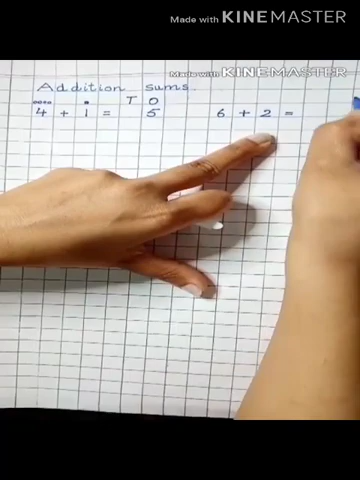 Made with KINEMASTER
Made with KINEMASTER
Addition sums.
T O
4 + 1 = 5 6 + 2 =